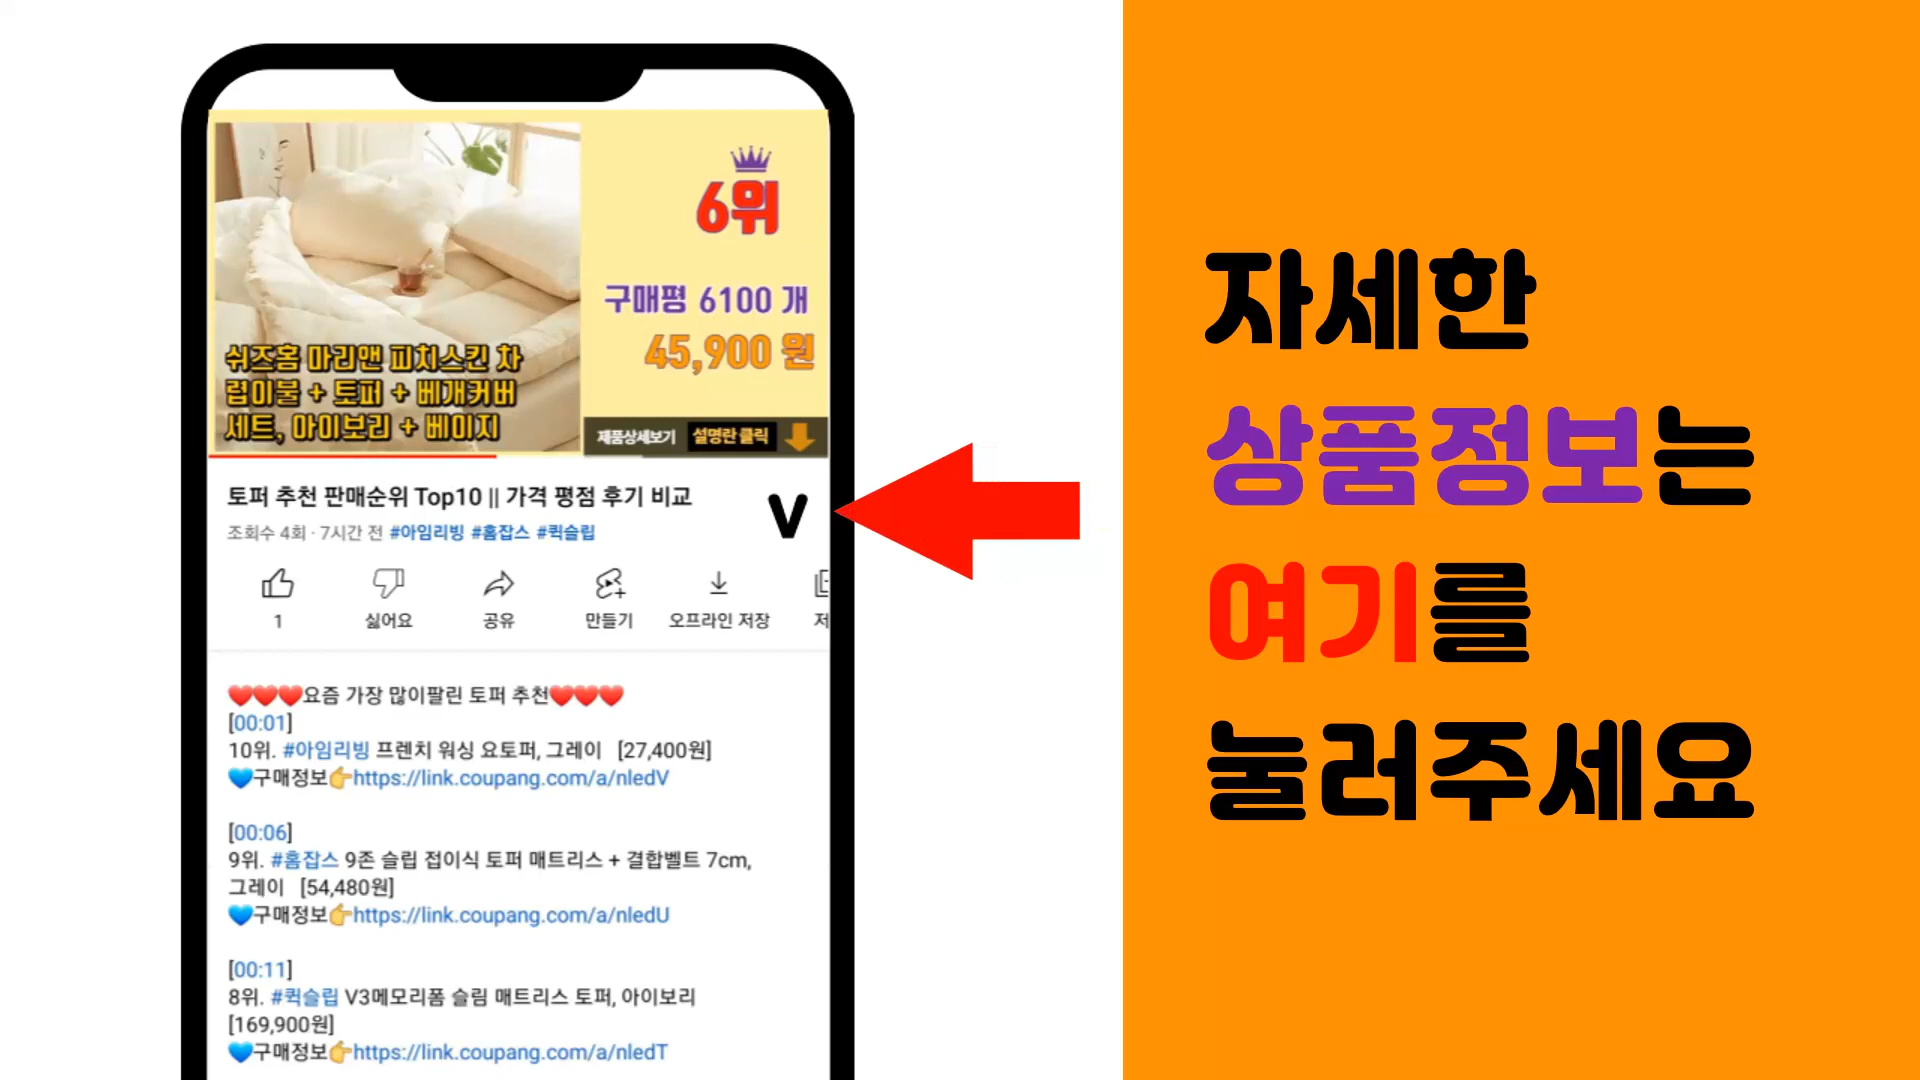 6위
구매평 6100 개
45,900 원
쉬즈홈 마리앤 피치스킨 차
렵이불 + 토퍼 + 베개커버
세트, 아이보리 + 베이지
제품상세보기 설명란 클릭
토퍼 추천 판매순위 Top10 || 가격 평점 후기 비교
V
조회수 4회 · 7시간 전 #아임리빙 #홈잡스 #퀵슬립
1 싫어요 공유 만들기 오프라인 저장 저
❤️❤️❤️요즘 가장 많이팔린 토퍼 추천❤️❤️❤️
[00:01]
10위. #아임리빙 프렌치 워싱 요토퍼, 그레이 [27,400원]
💙구매정보👉https://link.coupang.com/a/nledV
[00:06]
9위. #홈잡스 9존 슬립 접이식 토퍼 매트리스 + 결합벨트 7cm,
그레이 [54,480원]
💙구매정보👉https://link.coupang.com/a/nledU
[00:11]
8위. #퀵슬립 V3메모리폼 슬림 매트리스 토퍼, 아이보리
[169,900원]
💙구매정보👉https://link.coupang.com/a/nledT
자세한
상품정보는
여기를
눌러주세요